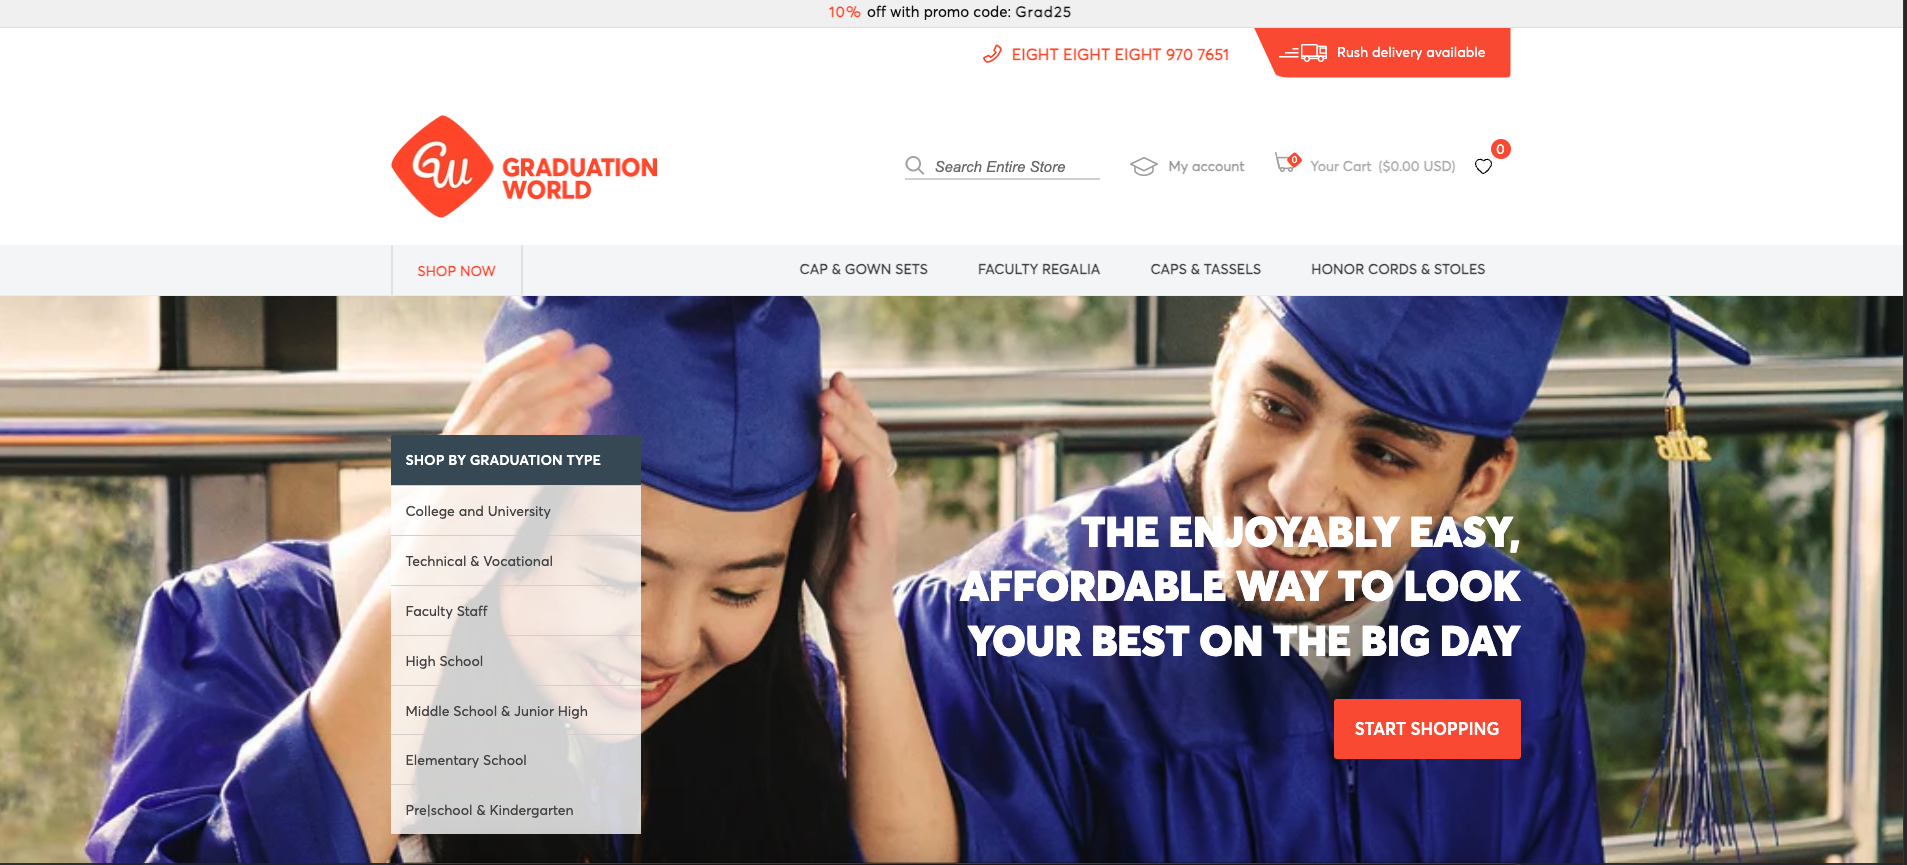 10% off with promo code: Grad25
EIGHT EIGHT EIGHT 970 7651
Rush delivery available
GW
GRADUATION
WORLD
Search Entire Store
My account
0
Your Cart ($0.00 USD)
0
SHOP NOW
CAP & GOWN SETS
FACULTY REGALIA
CAPS & TASSELS
HONOR CORDS & STOLES
SHOP BY GRADUATION TYPE
College and University
Technical & Vocational
Faculty Staff
High School
Middle School & Junior High
Elementary School
Pre|school & Kindergarten
THE ENJOYABLY EASY,
AFFORDABLE WAY TO LOOK
YOUR BEST ON THE BIG DAY
START SHOPPING